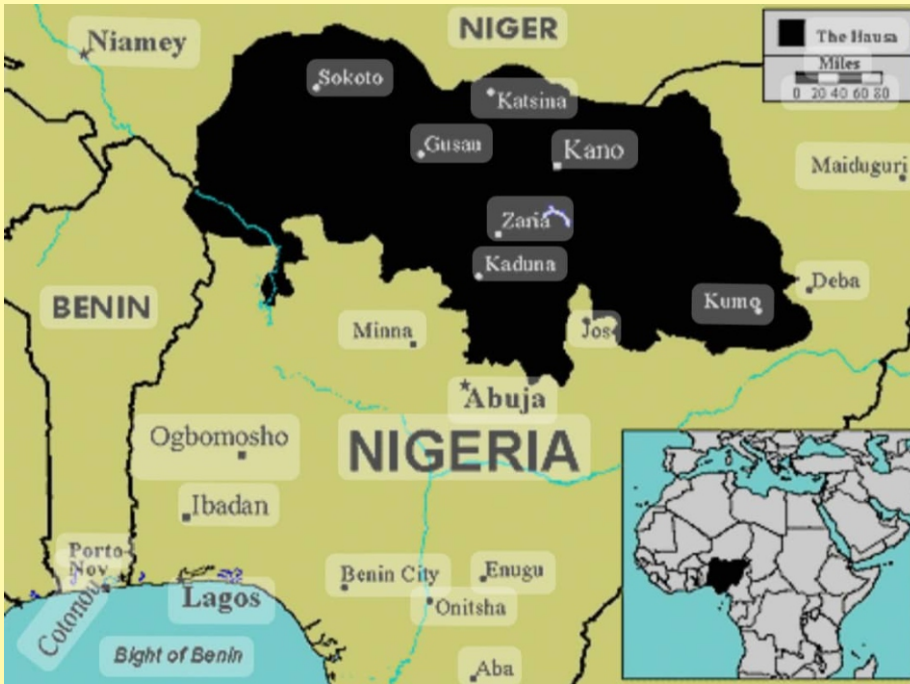 Niamey
NIGER
The Hausa
Miles
0 20 40 60 80
Sokoto
Katsina
Gusau
Kano
Maiduguri
Zaria
Kaduna
Deba
BENIN
Kumo
Minna
Jos
Abuja
Ogbomosho
NIGERIA
Ibadan
Porto
Nov
Benin City
Enugu
Cotonou
Lagos
Onitsha
Bight of Benin
Aba